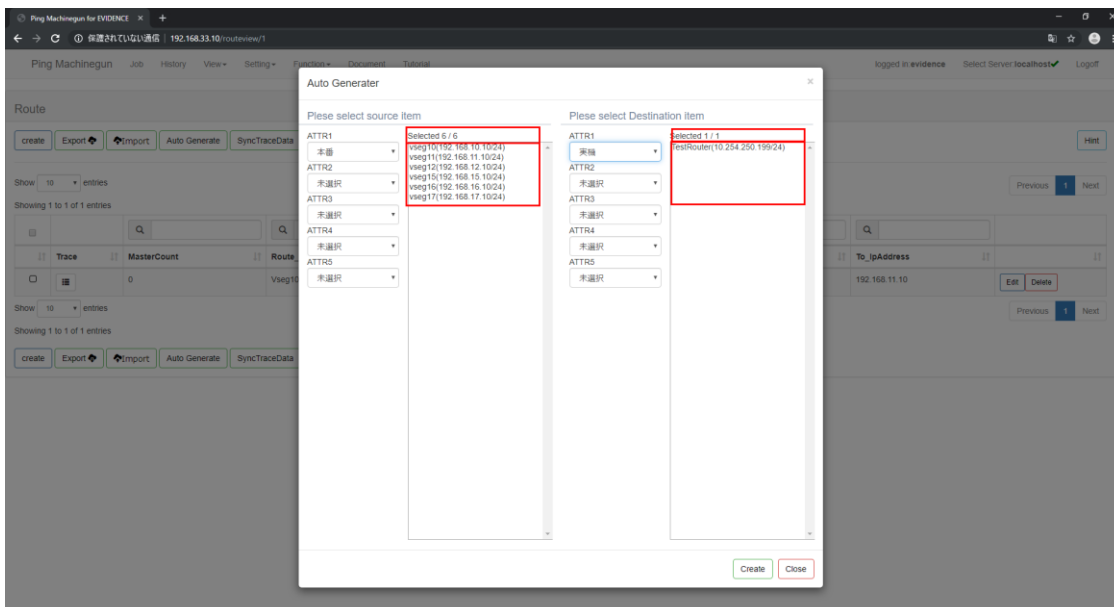 Ping Machinegun for EVIDENCE
保護されていない通信 | 192.168.33.10/routeview/1
Ping Machinegun Job History View Setting Function Document Tutorial logged in evidence Select Server localhost Logoff
Route
create Export Import Auto Generate SyncTraceData Hint
Show 10 entries Previous 1 Next
Showing 1 to 1 of 1 entries
Trace MasterCount Route_ To_IpAddress
0 Vseg10 192.168.11.10 Edit Delete
Show 10 entries Previous 1 Next
Showing 1 to 1 of 1 entries
create Export Import Auto Generate SyncTraceData
Auto Generater ×
Plese select source item
ATTR1 Selected 6 / 6
本番
ATTR2
未選択
ATTR3
未選択
ATTR4
未選択
ATTR5
未選択
vseg10(192.168.10.10/24)
vseg11(192.168.11.10/24)
vseg12(192.168.12.10/24)
vseg15(192.168.15.10/24)
vseg16(192.168.16.10/24)
vseg17(192.168.17.10/24)
Plese select Destination item
ATTR1 Selected 1 / 1
実機
ATTR2
未選択
ATTR3
未選択
ATTR4
未選択
ATTR5
未選択
TestRouter(10.254.250.199/24)
Create Close